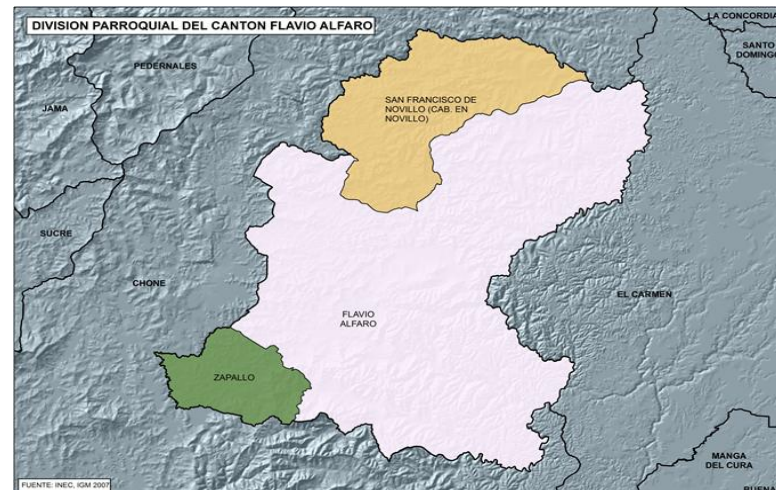 DIVISION PARROQUIAL DEL CANTON FLAVIO ALFARO
LA CONCORDIA
SANTO
DOMINGO
PEDERNALES
JAMA
SAN FRANCISCO DE
NOVILLO (CAB. EN
NOVILLO)
SUCRE
CHONE
EL CARMEN
FLAVIO
ALFARO
ZAPALLO
MANGA
DEL CURA
FUENTE: INEC, IGM 2007